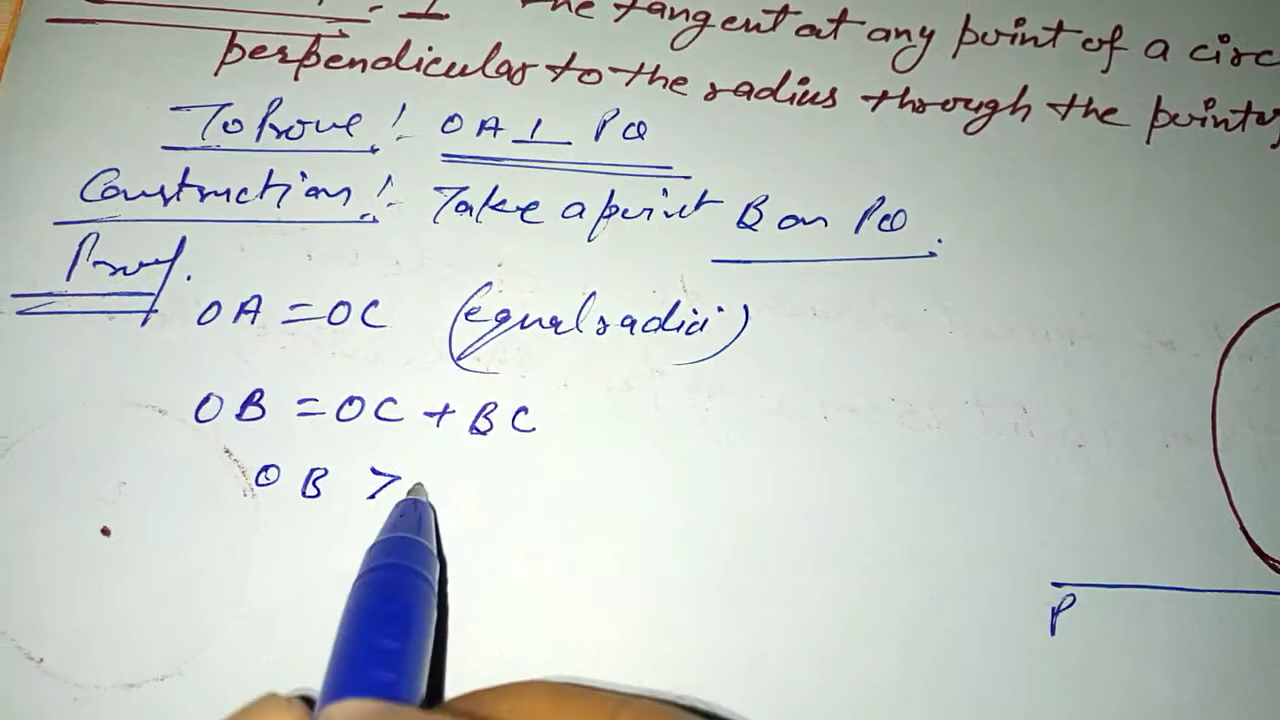 1 The tangent at any point of a circ
perpendicular to the radius through the point
To Prove :- OA ⊥ PQ
Construction :- Take a point B on PQ.
Proof.
OA = OC (equal radii)
OB = OC + BC
OB >
P